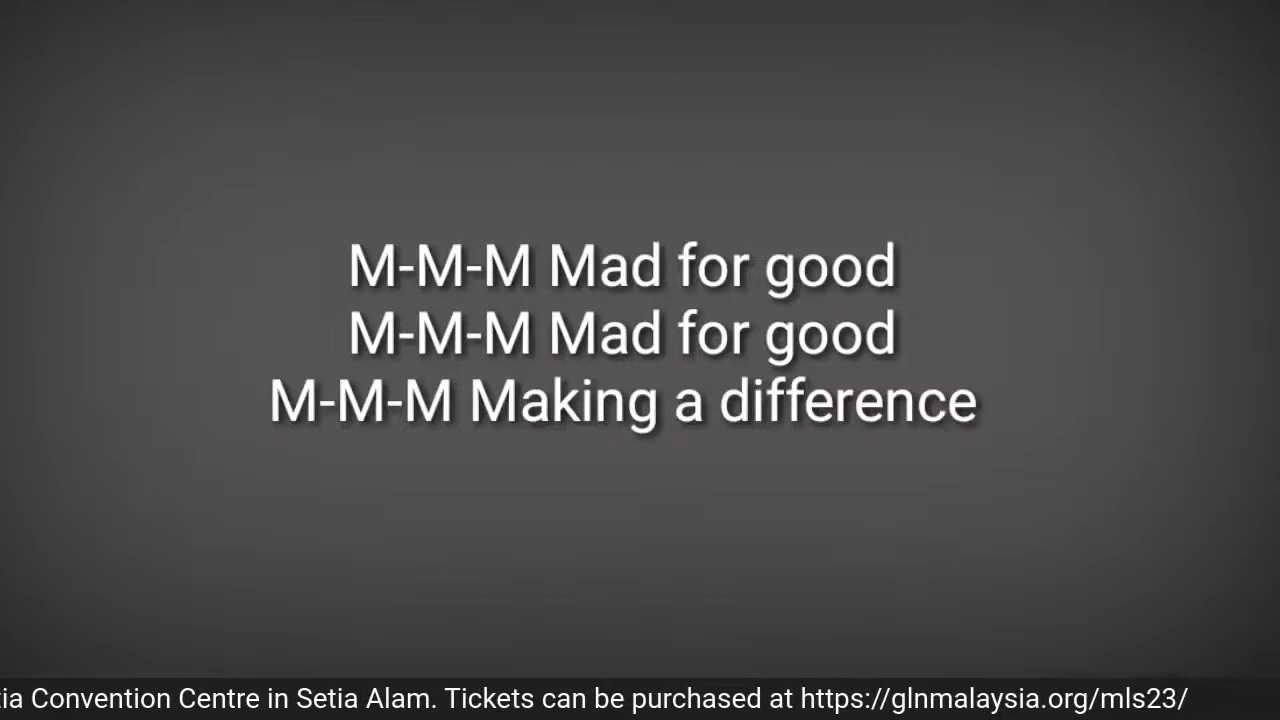 M-M-M Mad for good
M-M-M Mad for good
M-M-M Making a difference
Convention Centre in Setia Alam. Tickets can be purchased at https://glnmalaysia.org/mls23/